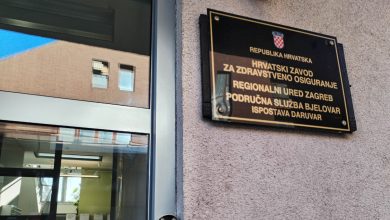 REPUBLIKA HRVATSKA
HRVATSKI ZAVOD
ZA ZDRAVSTVENO OSIGURANJE
REGIONALNI URED ZAGREB
PODRUČNA SLUŽBA BJELOVAR
ISPOSTAVA DARUVAR